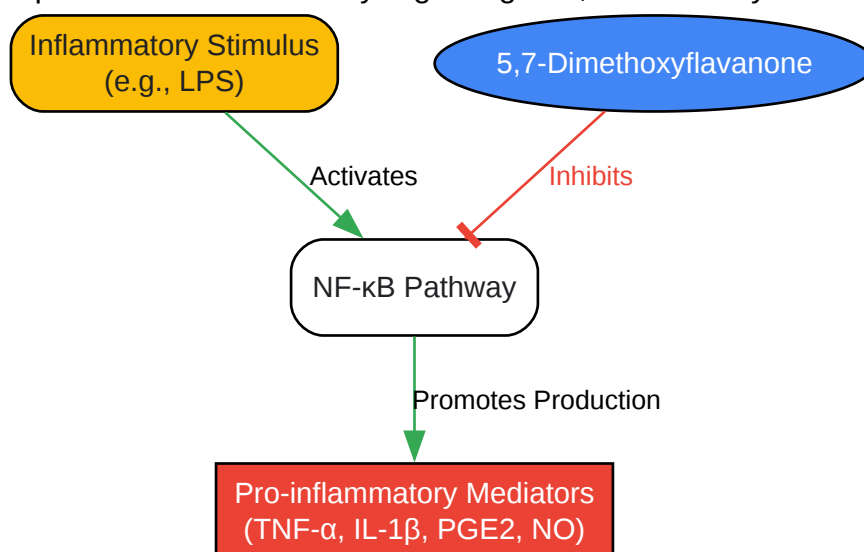 Inflammatory Stimulus
(e.g., LPS)
5,7-Dimethoxyflavanone
Activates
Inhibits
NF-κB Pathway
Promotes Production
Pro-inflammatory Mediators
(TNF-α, IL-1β, PGE2, NO)